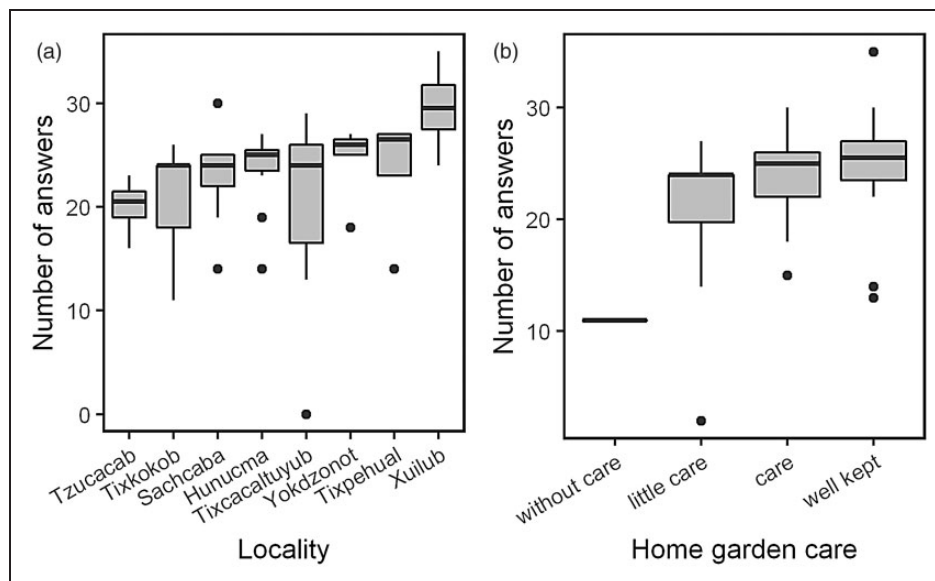 (a)
Number of answers
30
20
10
0
Tzucacab
Tixkokob
Sachcaba
Hunucma
Tixcacaltuyub
Yokdzonot
Tixpehual
Xuilub
Locality
(b)
Number of answers
30
20
10
without care
little care
care
well kept
Home garden care